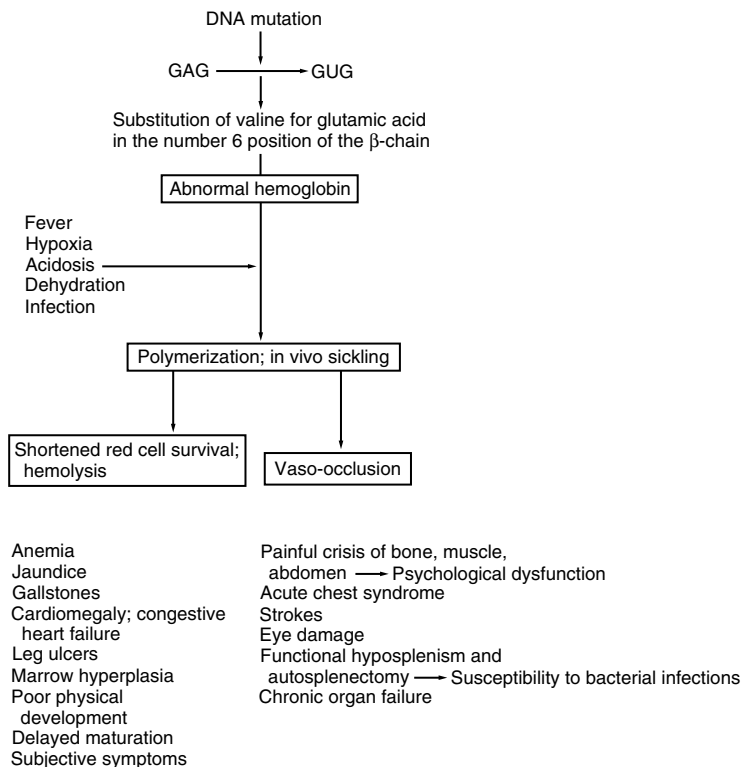 DNA mutation
GAG
GUG
Substitution of valine for glutamic acid
in the number 6 position of the β-chain
Abnormal hemoglobin
Fever
Hypoxia
Acidosis
Dehydration
Infection
Polymerization; in vivo sickling
Shortened red cell survival;
hemolysis
Vaso-occlusion
Anemia
Jaundice
Gallstones
Cardiomegaly; congestive
heart failure
Leg ulcers
Marrow hyperplasia
Poor physical
development
Delayed maturation
Subjective symptoms
Painful crisis of bone, muscle,
abdomen → Psychological dysfunction
Acute chest syndrome
Strokes
Eye damage
Functional hyposplenism and
autosplenectomy → Susceptibility to bacterial infections
Chronic organ failure